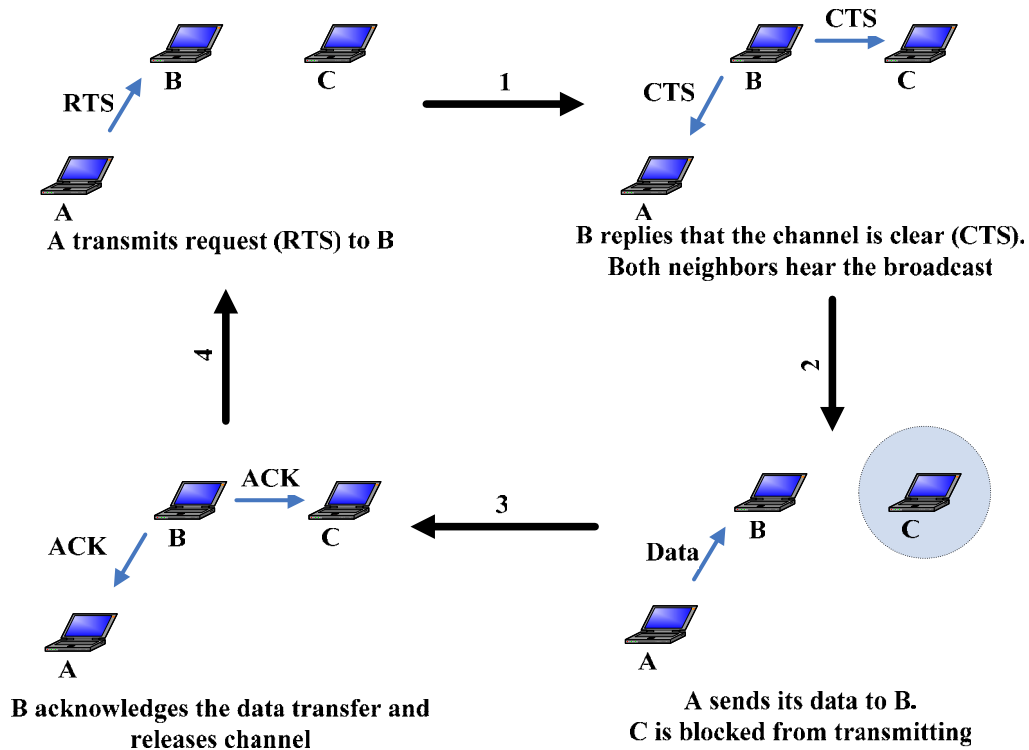 B
C
RTS
A
A transmits request (RTS) to B
1
CTS
B
C
CTS
A
B replies that the channel is clear (CTS).
Both neighbors hear the broadcast
2
B
C
Data
A
A sends its data to B.
C is blocked from transmitting
3
ACK
B
C
ACK
A
B acknowledges the data transfer and
releases channel
4